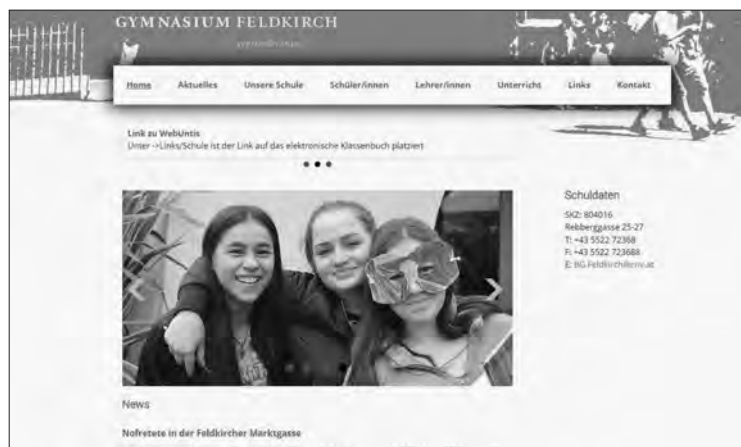 GYMNASIUM FELDKIRCH
Home Aktuelles Unsere Schule Schüler/innen Lehrer/innen Unterricht Links Kontakt
Link zu WebUntis
Unser ->Links/Schule ist der Link auf das elektronische Klassenbuch platziert
Schuldaten
SKZ: 804016
Rebberggasse 25-27
T: +43 5522 72368
F: +43 5522 723688
E:
News
Nofretete in der Feldkircher Marktgasse